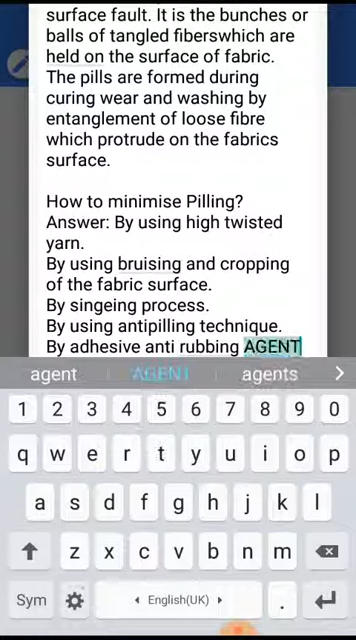 surface fault. It is the bunches or
balls of tangled fiberswhich are
held on the surface of fabric.
The pills are formed during
curing wear and washing by
entanglement of loose fibre
which protrude on the fabrics
surface.
How to minimise Pilling?
Answer: By using high twisted
yarn.
By using bruising and cropping
of the fabric surface.
By singeing process.
By using antipilling technique.
By adhesive anti rubbing AGENT
agent AGENT agents
1 2 3 4 5 6 7 8 9 0
q w e r t y u i o p
a s d f g h j k l
z x c v b n m
Sym English(UK) .